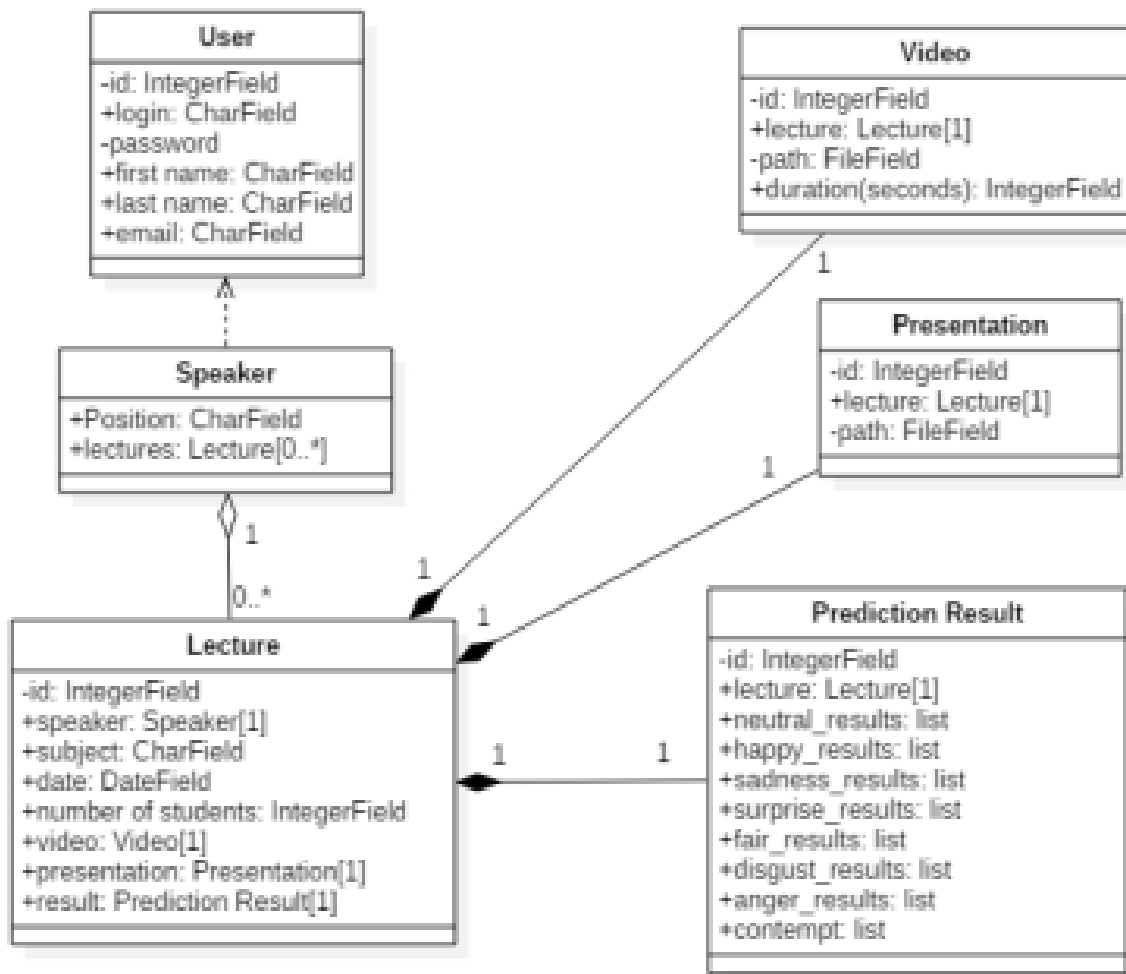 User
-id: IntegerField
+login: CharField
-password
+first name: CharField
+last name: CharField
+email: CharField
Speaker
+Position: CharField
+lectures: Lecture[0..*]
1
0..*
Lecture
-id: IntegerField
+speaker: Speaker[1]
+subject: CharField
+date: DateField
+number of students: IntegerField
+video: Video[1]
+presentation: Presentation[1]
+result: Prediction Result[1]
Video
-id: IntegerField
+lecture: Lecture[1]
-path: FileField
+duration(seconds): IntegerField
1
1
Presentation
-id: IntegerField
+lecture: Lecture[1]
-path: FileField
1
1
Prediction Result
-id: IntegerField
+lecture: Lecture[1]
+neutral_results: list
+happy_results: list
+sadness_results: list
+surprise_results: list
+fair_results: list
+disgust_results: list
+anger_results: list
+contempt: list
1
1